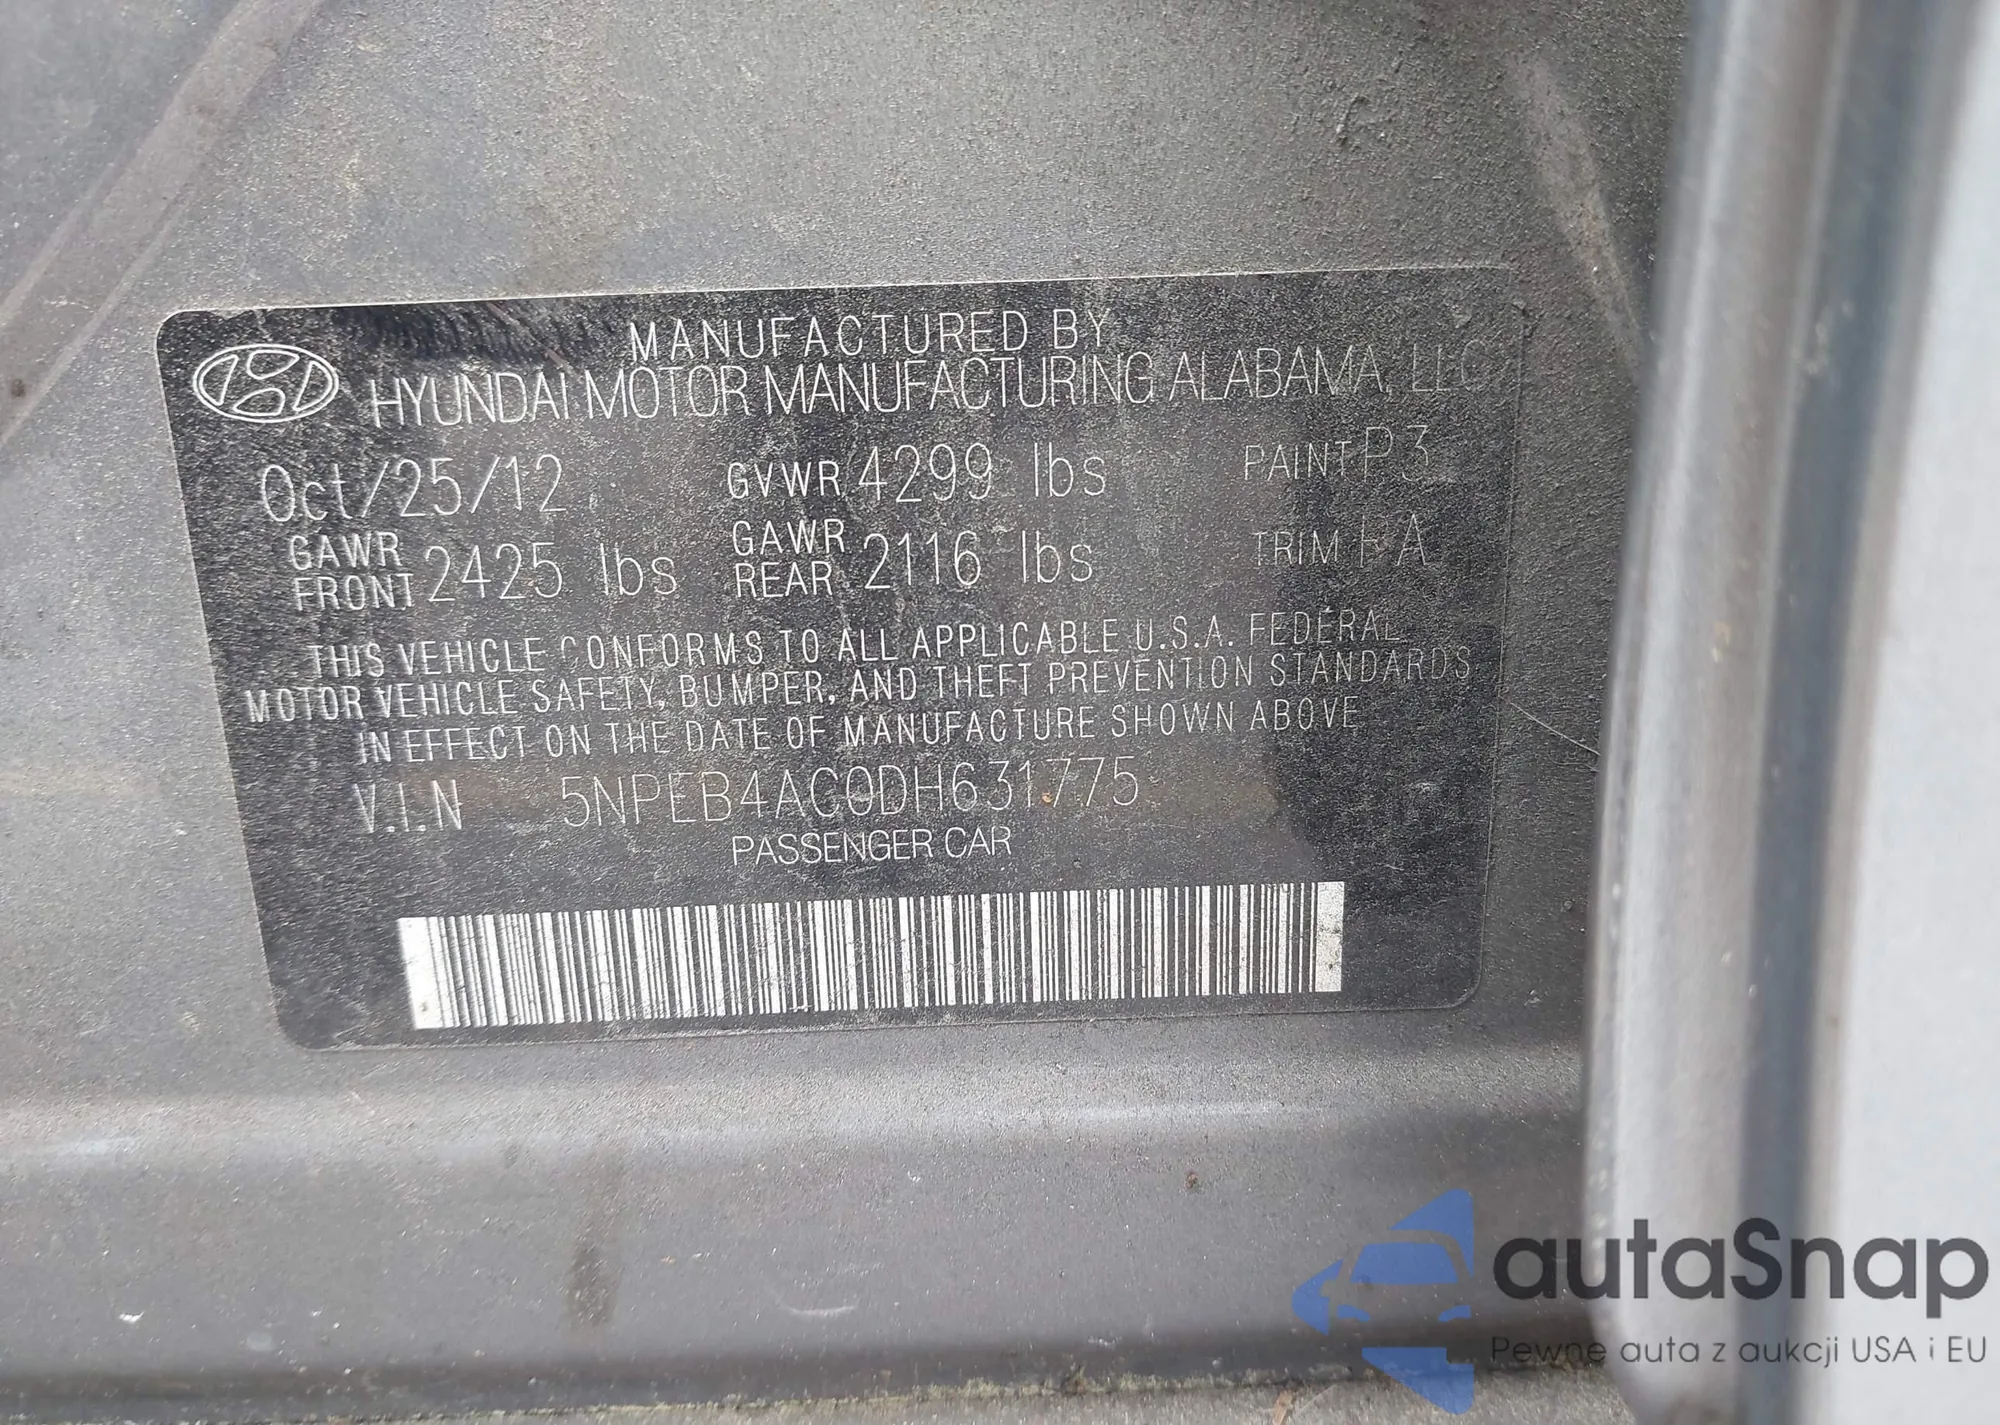 MANUFACTURED BY
HYUNDAI MOTOR MANUFACTURING ALABAMA, LLC
Oct/25/12 GVWR 4299 lbs PAINT P3
GAWR FRONT 2425 lbs GAWR REAR 2116 lbs TRIM
THIS VEHICLE CONFORMS TO ALL APPLICABLE U.S.A. FEDERAL
MOTOR VEHICLE SAFETY, BUMPER, AND THEFT PREVENTION STANDARDS
IN EFFECT ON THE DATE OF MANUFACTURE SHOWN ABOVE
V.I.N 5NPEB4AC0DH631775
PASSENGER CAR
autaSnap
Pewne auta z aukcji USA i EU